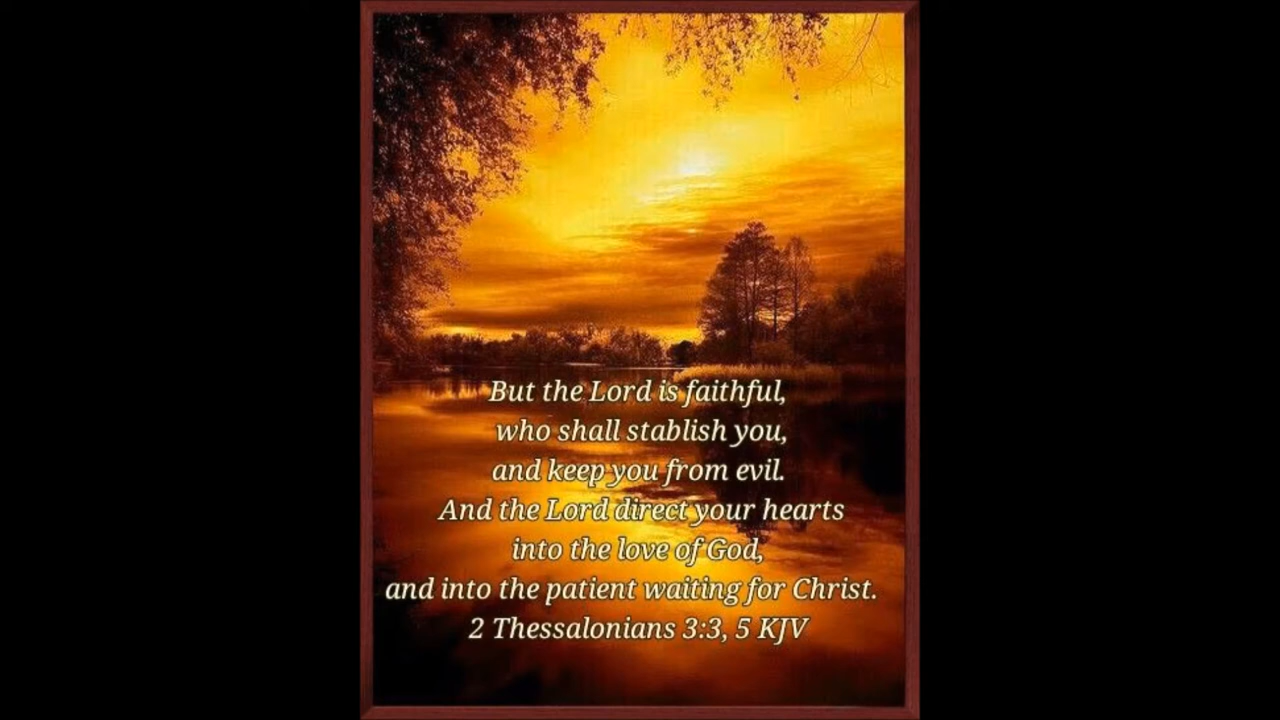 But the Lord is faithful,
who shall stablish you,
and keep you from evil.
And the Lord direct your hearts
into the love of God,
and into the patient waiting for Christ.
2 Thessalonians 3:3, 5 KJV